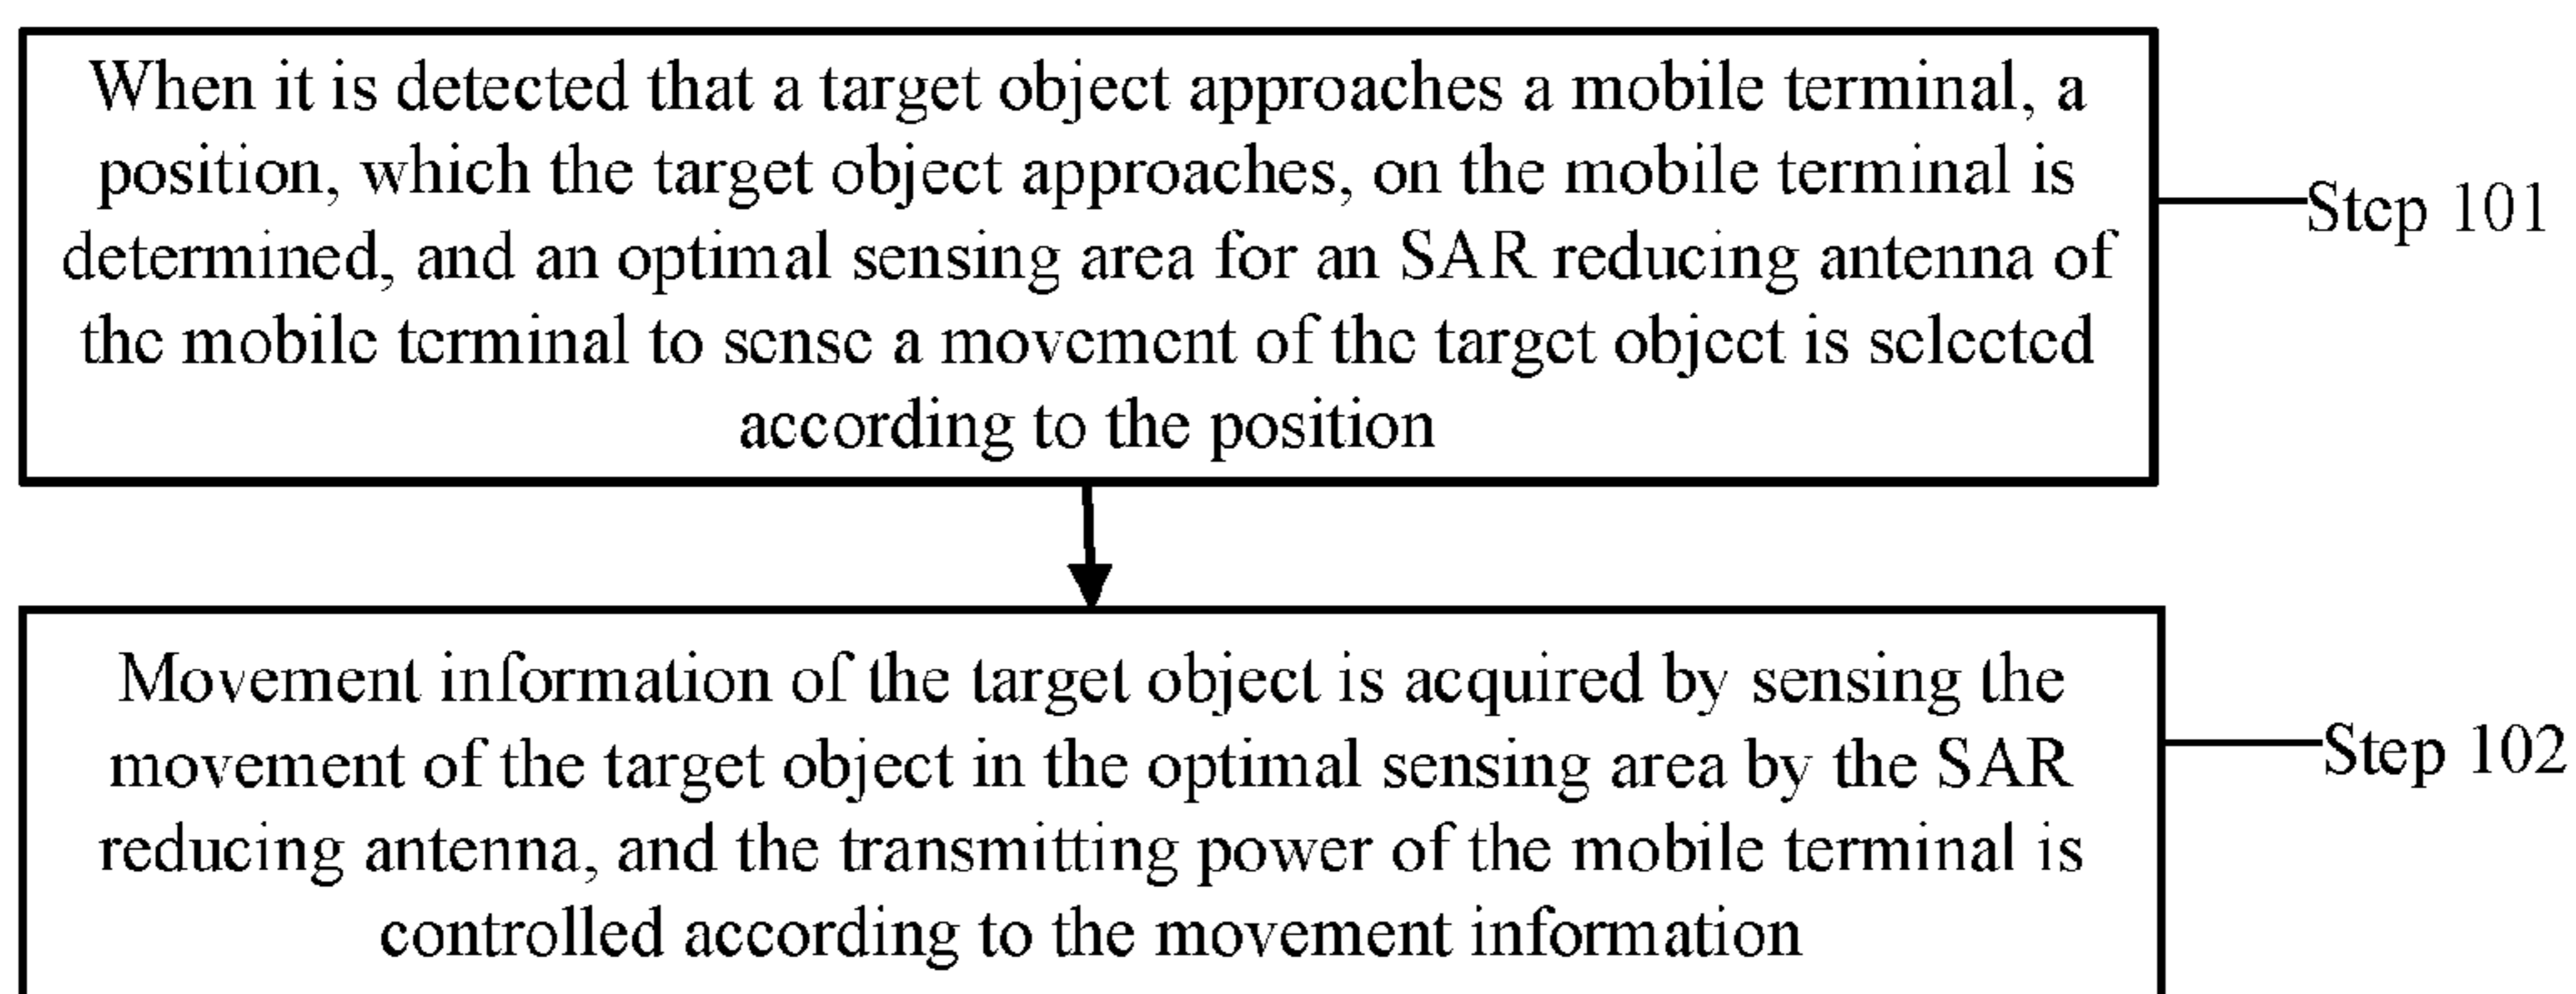 When it is detected that a target object approaches a mobile terminal, a
position, which the target object approaches, on the mobile terminal is
determined, and an optimal sensing area for an SAR reducing antenna of
the mobile terminal to sense a movement of the target object is selected
according to the position
Step 101
Movement information of the target object is acquired by sensing the
movement of the target object in the optimal sensing area by the SAR
reducing antenna, and the transmitting power of the mobile terminal is
controlled according to the movement information
Step 102